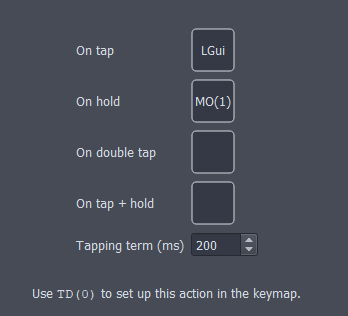 On tap LGui
On hold MO(1)
On double tap
On tap + hold
Tapping term (ms) 200
Use TD(0) to set up this action in the keymap.